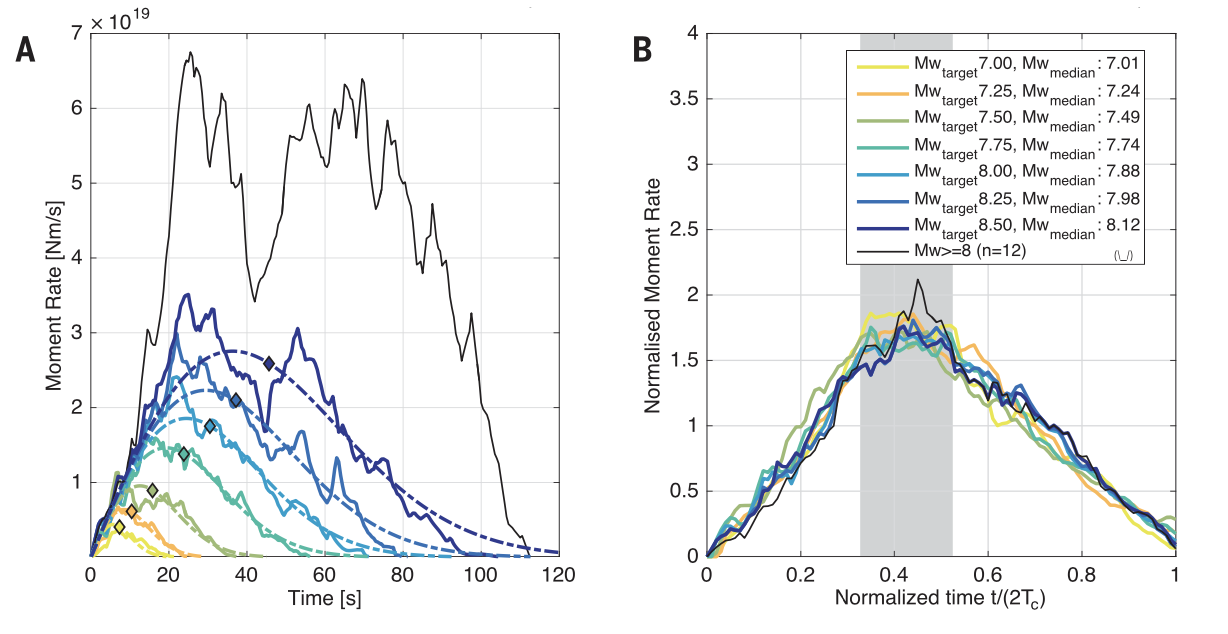 A
7 × 10^19
6
5
4
3
2
1
Moment Rate [Nm/s]
0 20 40 60 80 100 120
Time [s]
B
4
3.5
3
2.5
2
1.5
1
0.5
0
Normalised Moment Rate
Mw_target 7.00, Mw_median: 7.01
Mw_target 7.25, Mw_median: 7.24
Mw_target 7.50, Mw_median: 7.49
Mw_target 7.75, Mw_median: 7.74
Mw_target 8.00, Mw_median: 7.88
Mw_target 8.25, Mw_median: 7.98
Mw_target 8.50, Mw_median: 8.12
Mw>=8 (n=12) (\_/)
0 0.2 0.4 0.6 0.8 1
Normalized time t/(2T_c)